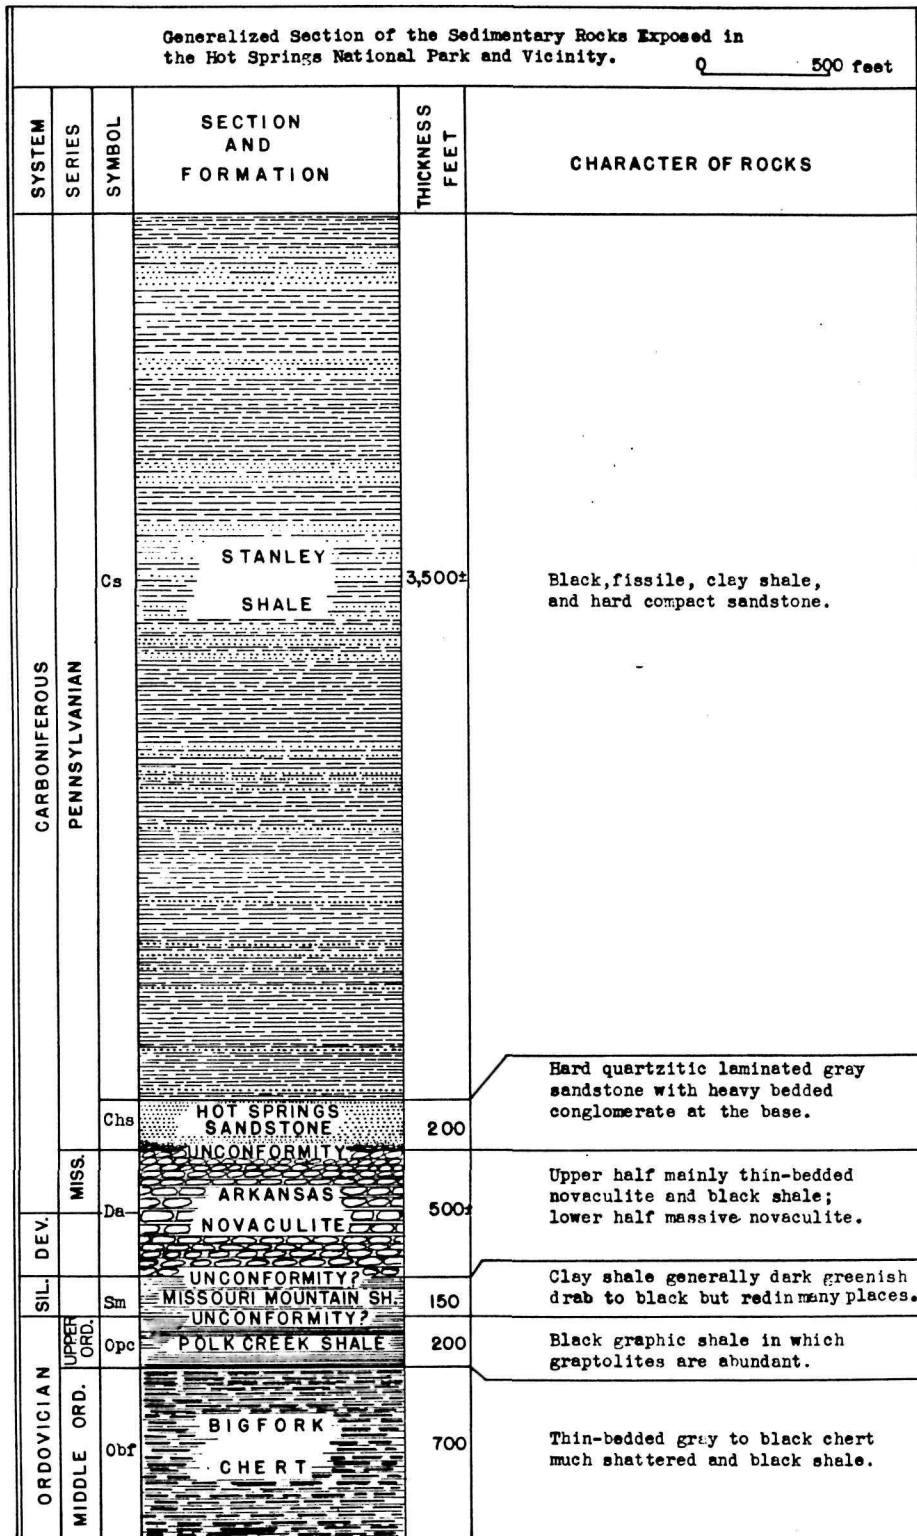 Generalized Section of the Sedimentary Rocks Exposed in
the Hot Springs National Park and Vicinity.
0 500 feet
SYSTEM
SERIES
SYMBOL
SECTION
AND
FORMATION
THICKNESS
FEET
CHARACTER OF ROCKS
CARBONIFEROUS
PENNSYLVANIAN
Cs
STANLEY
SHALE
3,500±
Black,fissile, clay shale,
and hard compact sandstone.
Chs
HOT SPRINGS
SANDSTONE
200
Hard quartzitic laminated gray
sandstone with heavy bedded
conglomerate at the base.
UNCONFORMITY
MISS.
DEV.
Da
ARKANSAS
NOVACULITE
500±
Upper half mainly thin-bedded
novaculite and black shale;
lower half massive novaculite.
UNCONFORMITY?
SIL.
Sm
MISSOURI MOUNTAIN SH.
150
Clay shale generally dark greenish
drab to black but redin many places.
UNCONFORMITY?
ORDOVICIAN
UPPER
ORD.
Opc
POLK CREEK SHALE
200
Black graphic shale in which
graptolites are abundant.
MIDDLE ORD.
Obf
BIGFORK
CHERT
700
Thin-bedded gray to black chert
much shattered and black shale.